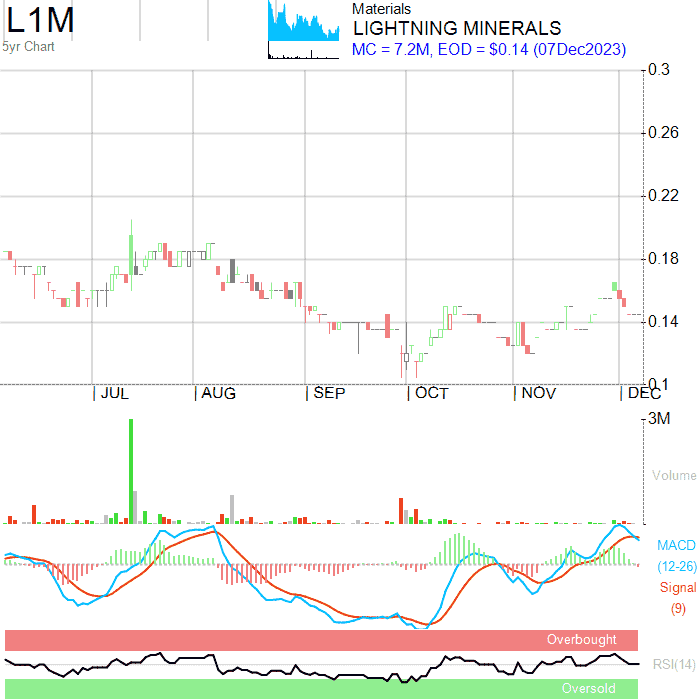 L1M
5yr Chart
Materials
LIGHTNING MINERALS
MC = 7.2M, EOD = $0.14 (07Dec2023)
0.3
0.26
0.22
0.18
0.14
0.1
JUL
AUG
SEP
OCT
NOV
DEC
3M
Volume
MACD
(12-26)
Signal
(9)
Overbought
RSI(14)
Oversold